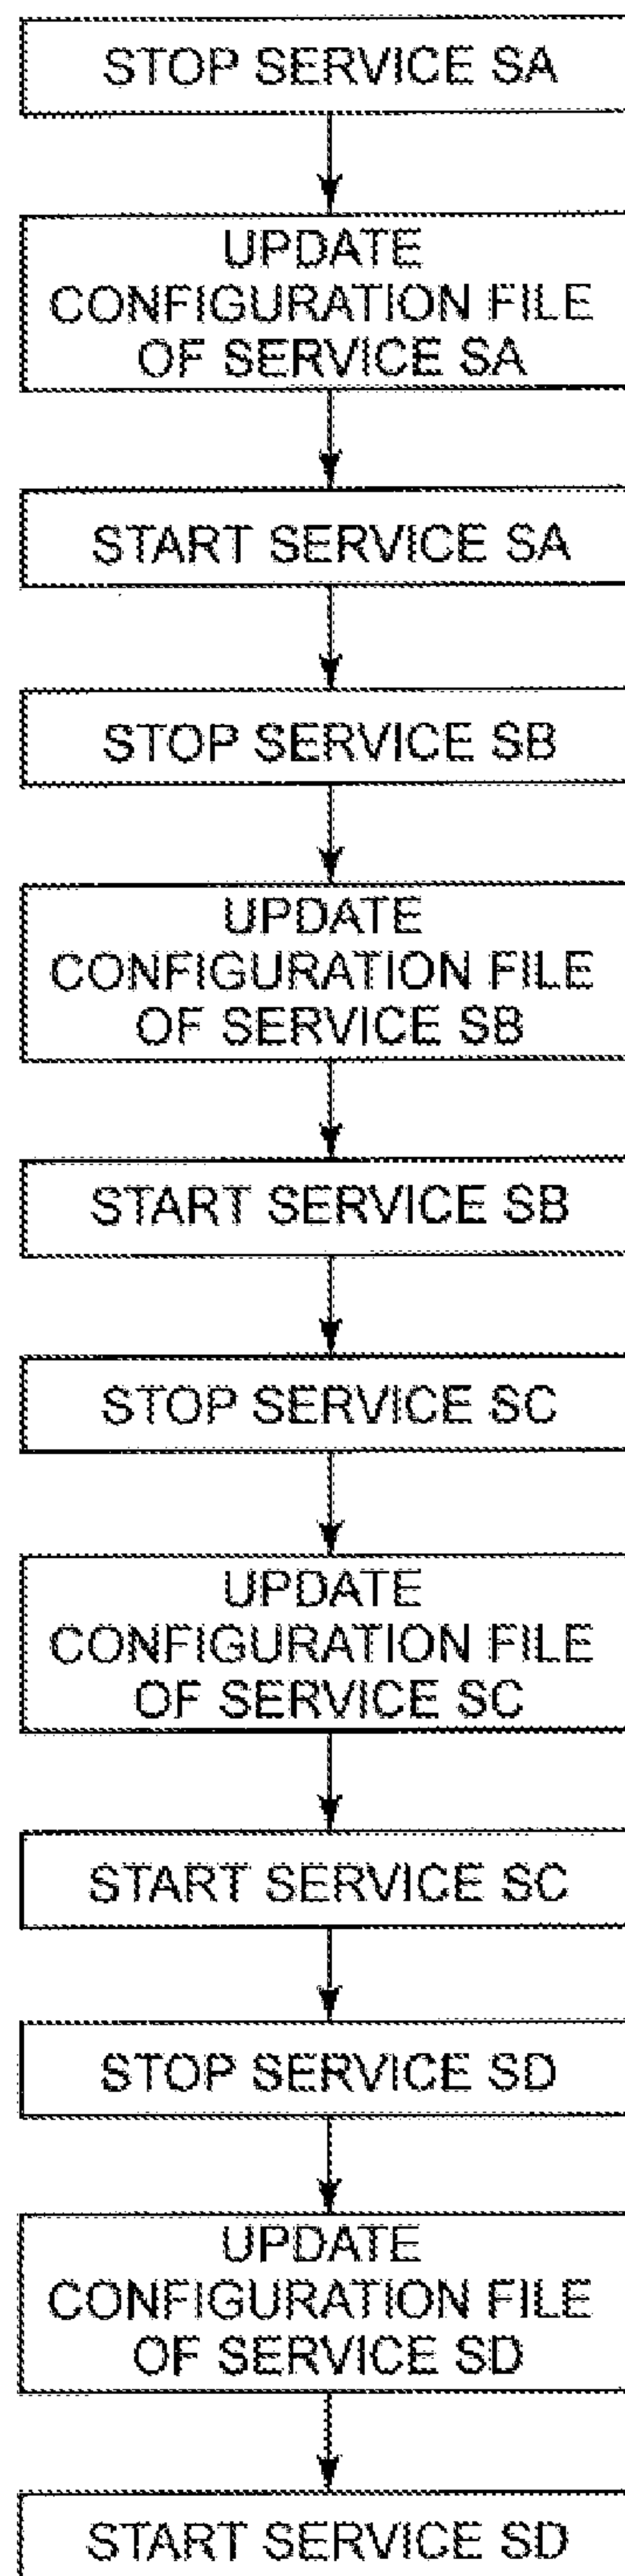 STOP SERVICE SA
UPDATE
CONFIGURATION FILE
OF SERVICE SA
START SERVICE SA
STOP SERVICE SB
UPDATE
CONFIGURATION FILE
OF SERVICE SB
START SERVICE SB
STOP SERVICE SC
UPDATE
CONFIGURATION FILE
OF SERVICE SC
START SERVICE SC
STOP SERVICE SD
UPDATE
CONFIGURATION FILE
OF SERVICE SD
START SERVICE SD